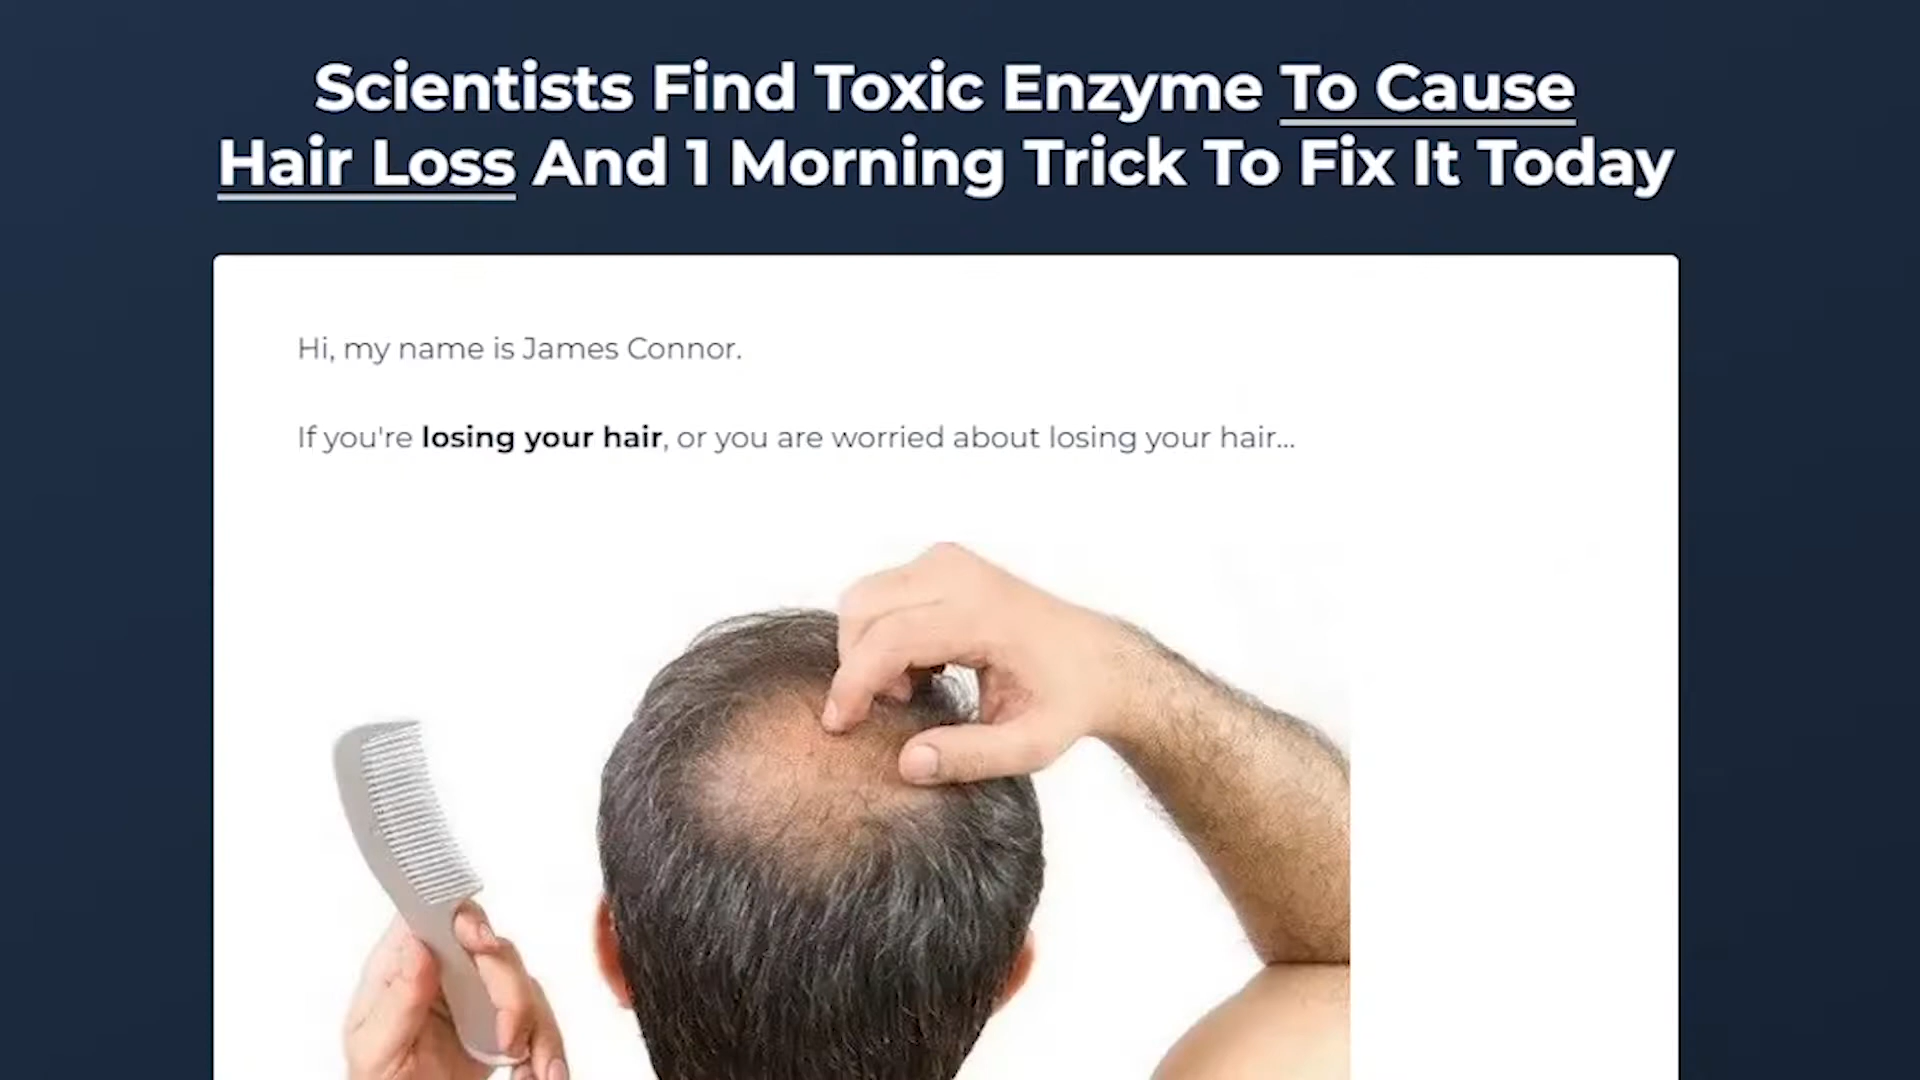 Scientists Find Toxic Enzyme To Cause
Hair Loss And 1 Morning Trick To Fix It Today
Hi, my name is James Connor.
If you're losing your hair, or you are worried about losing your hair...